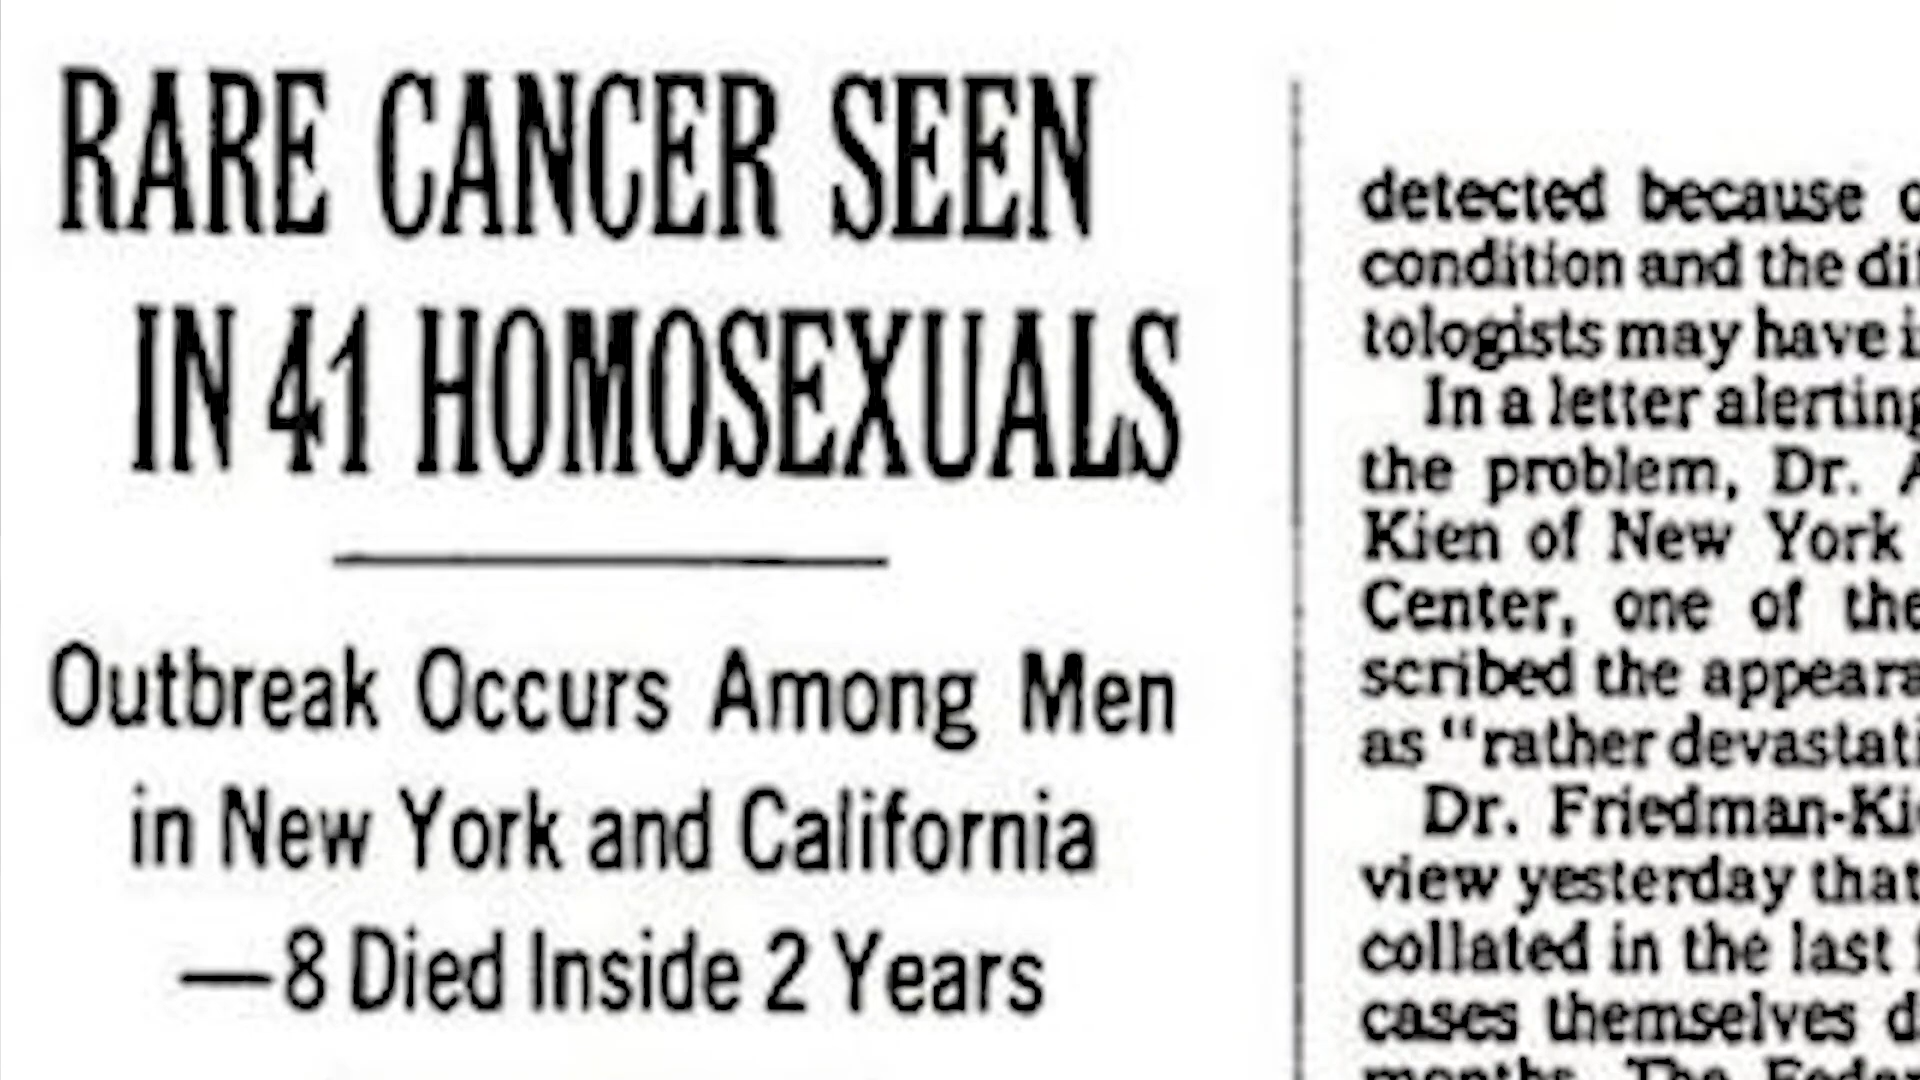 RARE CANCER SEEN
IN 41 HOMOSEXUALS
Outbreak Occurs Among Men
in New York and California
—8 Died Inside 2 Years
detected because
condition and the
tologists may have
In a letter alerting
the problem, Dr. A
Kien of New York
Center, one of the
scribed the appeara
as “rather devastati
Dr. Friedman-Ki
view yesterday that
collated in the last
cases themselves d
months. The Feder